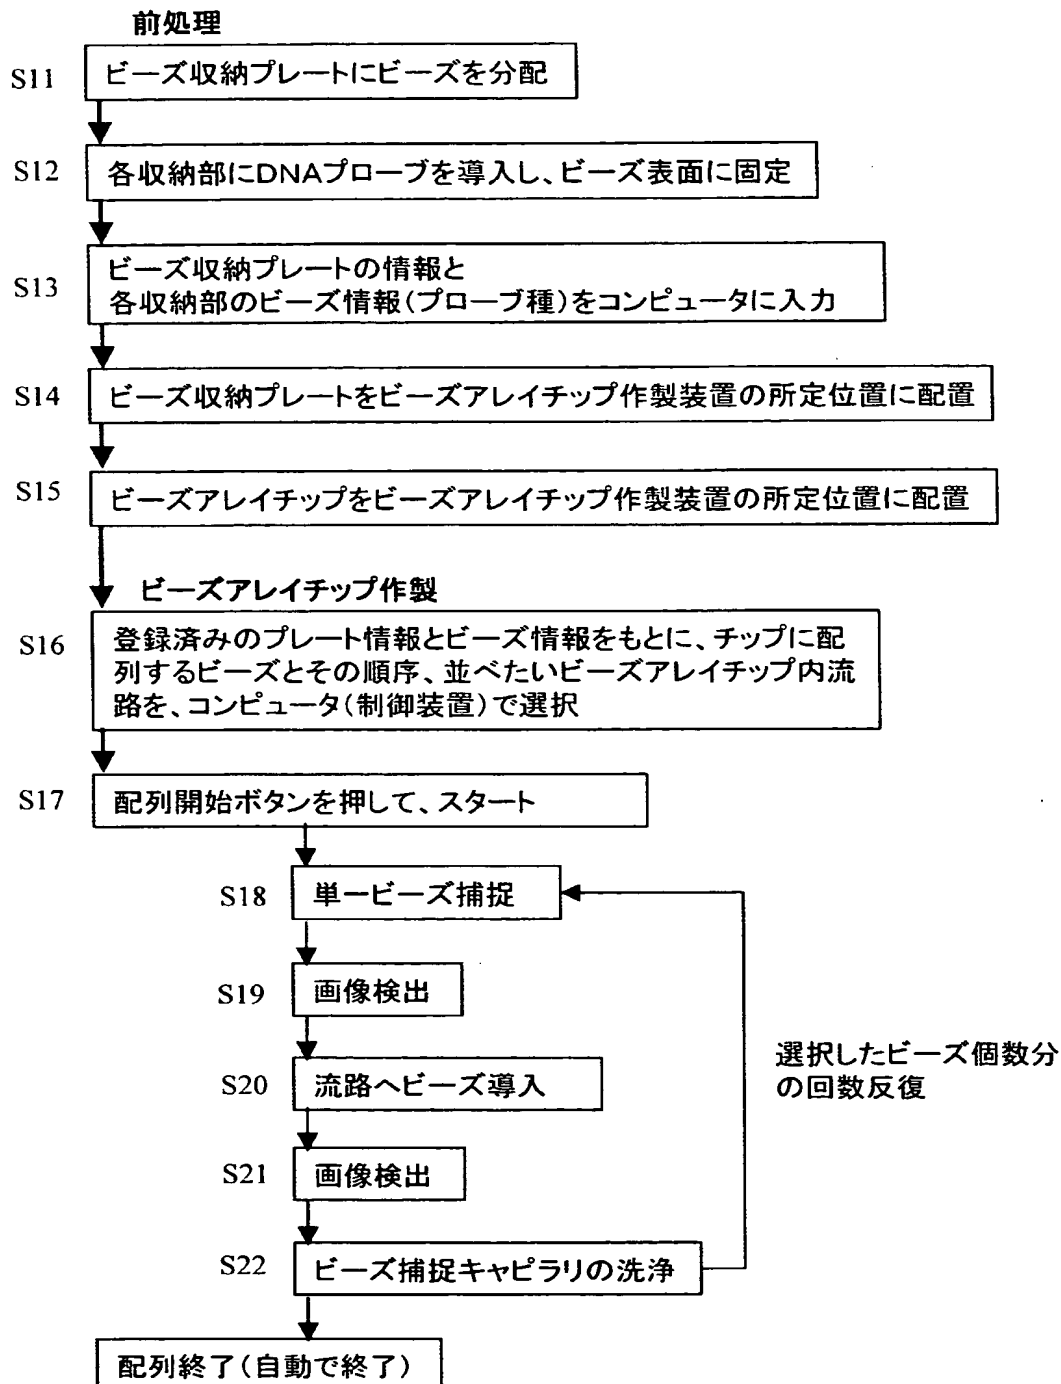 前処理
S11
ビーズ収納プレートにビーズを分配
S12
各収納部にDNAプローブを導入し、ビーズ表面に固定
S13
ビーズ収納プレートの情報と
各収納部のビーズ情報(プローブ種)をコンピュータに入力
S14
ビーズ収納プレートをビーズアレイチップ作製装置の所定位置に配置
S15
ビーズアレイチップをビーズアレイチップ作製装置の所定位置に配置
ビーズアレイチップ作製
S16
登録済みのプレート情報とビーズ情報をもとに、チップに配
列するビーズとその順序、並べたいビーズアレイチップ内流
路を、コンピュータ(制御装置)で選択
S17
配列開始ボタンを押して、スタート
S18
単一ビーズ捕捉
S19
画像検出
S20
流路へビーズ導入
S21
画像検出
S22
ビーズ捕捉キャピラリの洗浄
選択したビーズ個数分
の回数反復
配列終了(自動で終了)